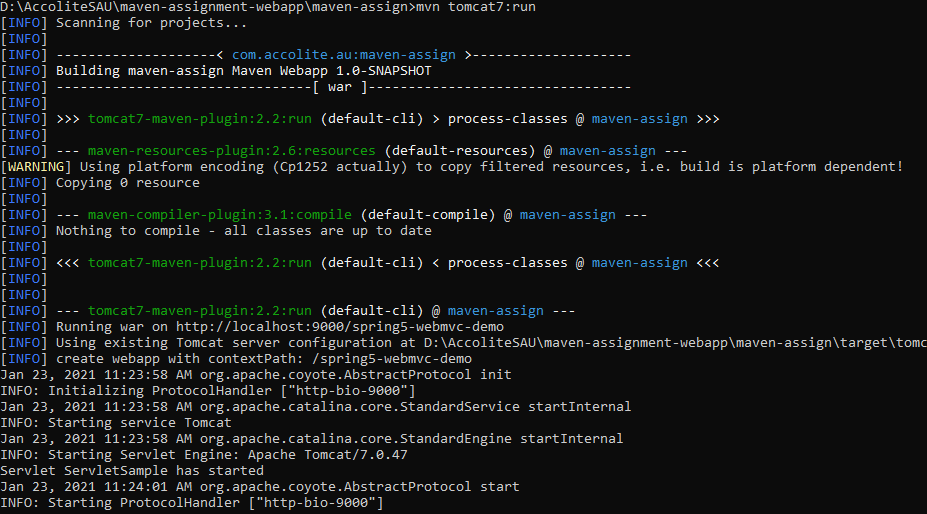 D:\AccoliteSAU\maven-assignment-webapp\maven-assign>mvn tomcat7:run
[INFO] Scanning for projects...
[INFO]
[INFO] --------------------< com.accolite.au:maven-assign >--------------------
[INFO] Building maven-assign Maven Webapp 1.0-SNAPSHOT
[INFO] --------------------------------[ war ]---------------------------------
[INFO]
[INFO] >>> tomcat7-maven-plugin:2.2:run (default-cli) > process-classes @ maven-assign >>>
[INFO]
[INFO] --- maven-resources-plugin:2.6:resources (default-resources) @ maven-assign ---
[WARNING] Using platform encoding (Cp1252 actually) to copy filtered resources, i.e. build is platform dependent!
[INFO] Copying 0 resource
[INFO]
[INFO] --- maven-compiler-plugin:3.1:compile (default-compile) @ maven-assign ---
[INFO] Nothing to compile - all classes are up to date
[INFO]
[INFO] <<< tomcat7-maven-plugin:2.2:run (default-cli) < process-classes @ maven-assign <<<
[INFO]
[INFO]
[INFO] --- tomcat7-maven-plugin:2.2:run (default-cli) @ maven-assign ---
[INFO] Running war on http://localhost:9000/spring5-webmvc-demo
[INFO] Using existing Tomcat server configuration at D:\AccoliteSAU\maven-assignment-webapp\maven-assign\target\tomc
[INFO] create webapp with contextPath: /spring5-webmvc-demo
Jan 23, 2021 11:23:58 AM org.apache.coyote.AbstractProtocol init
INFO: Initializing ProtocolHandler ["http-bio-9000"]
Jan 23, 2021 11:23:58 AM org.apache.catalina.core.StandardService startInternal
INFO: Starting service Tomcat
Jan 23, 2021 11:23:58 AM org.apache.catalina.core.StandardEngine startInternal
INFO: Starting Servlet Engine: Apache Tomcat/7.0.47
Servlet ServletSample has started
Jan 23, 2021 11:24:01 AM org.apache.coyote.AbstractProtocol start
INFO: Starting ProtocolHandler ["http-bio-9000"]